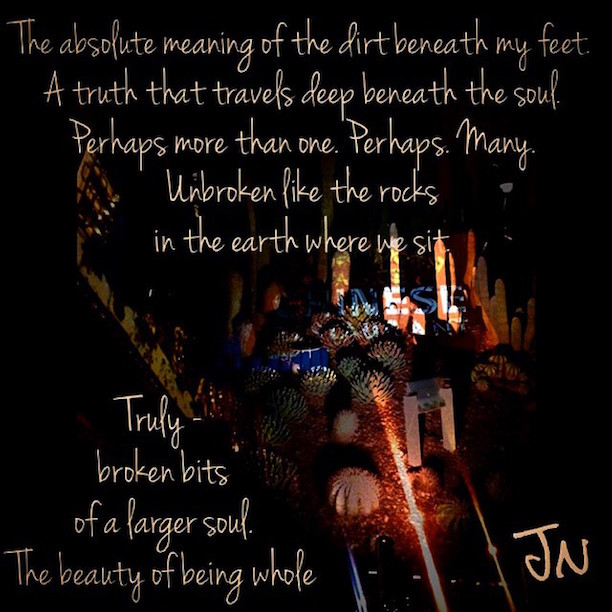 The absolute meaning of the dirt beneath my feet.
A truth that travels deep beneath the soul.
Perhaps more than one. Perhaps. Many.
Unbroken like the rocks
in the earth where we sit.
CHINESE
Truly -
broken bits
of a larger soul.
The beauty of being whole
JN